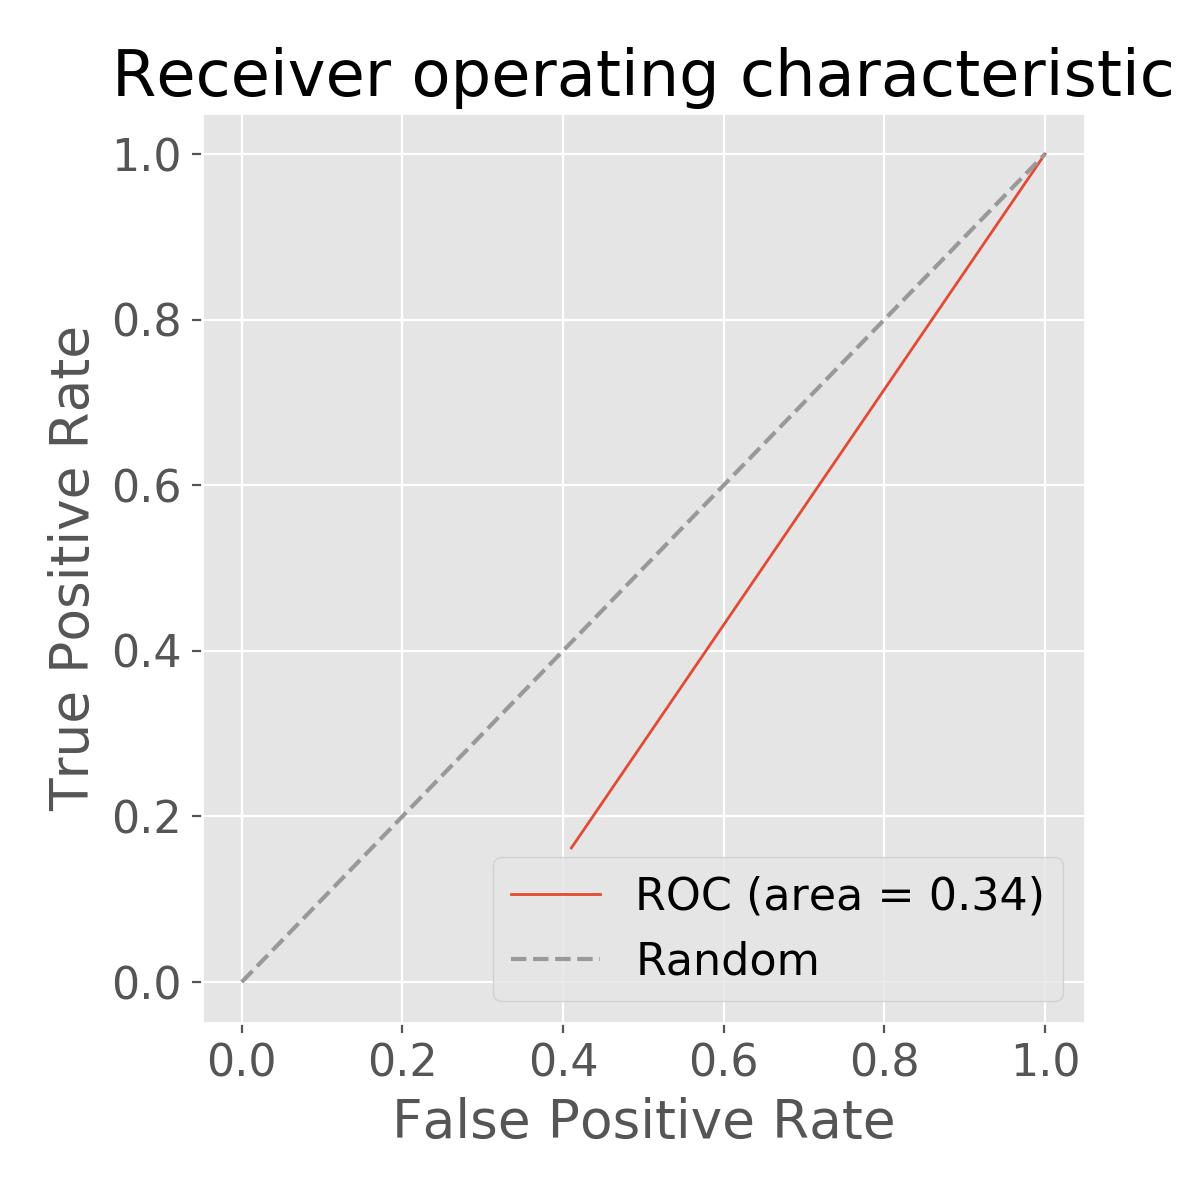 Receiver operating characteristic
True Positive Rate
1.0
0.8
0.6
0.4
0.2
0.0
ROC (area = 0.34)
Random
0.0 0.2 0.4 0.6 0.8 1.0
False Positive Rate